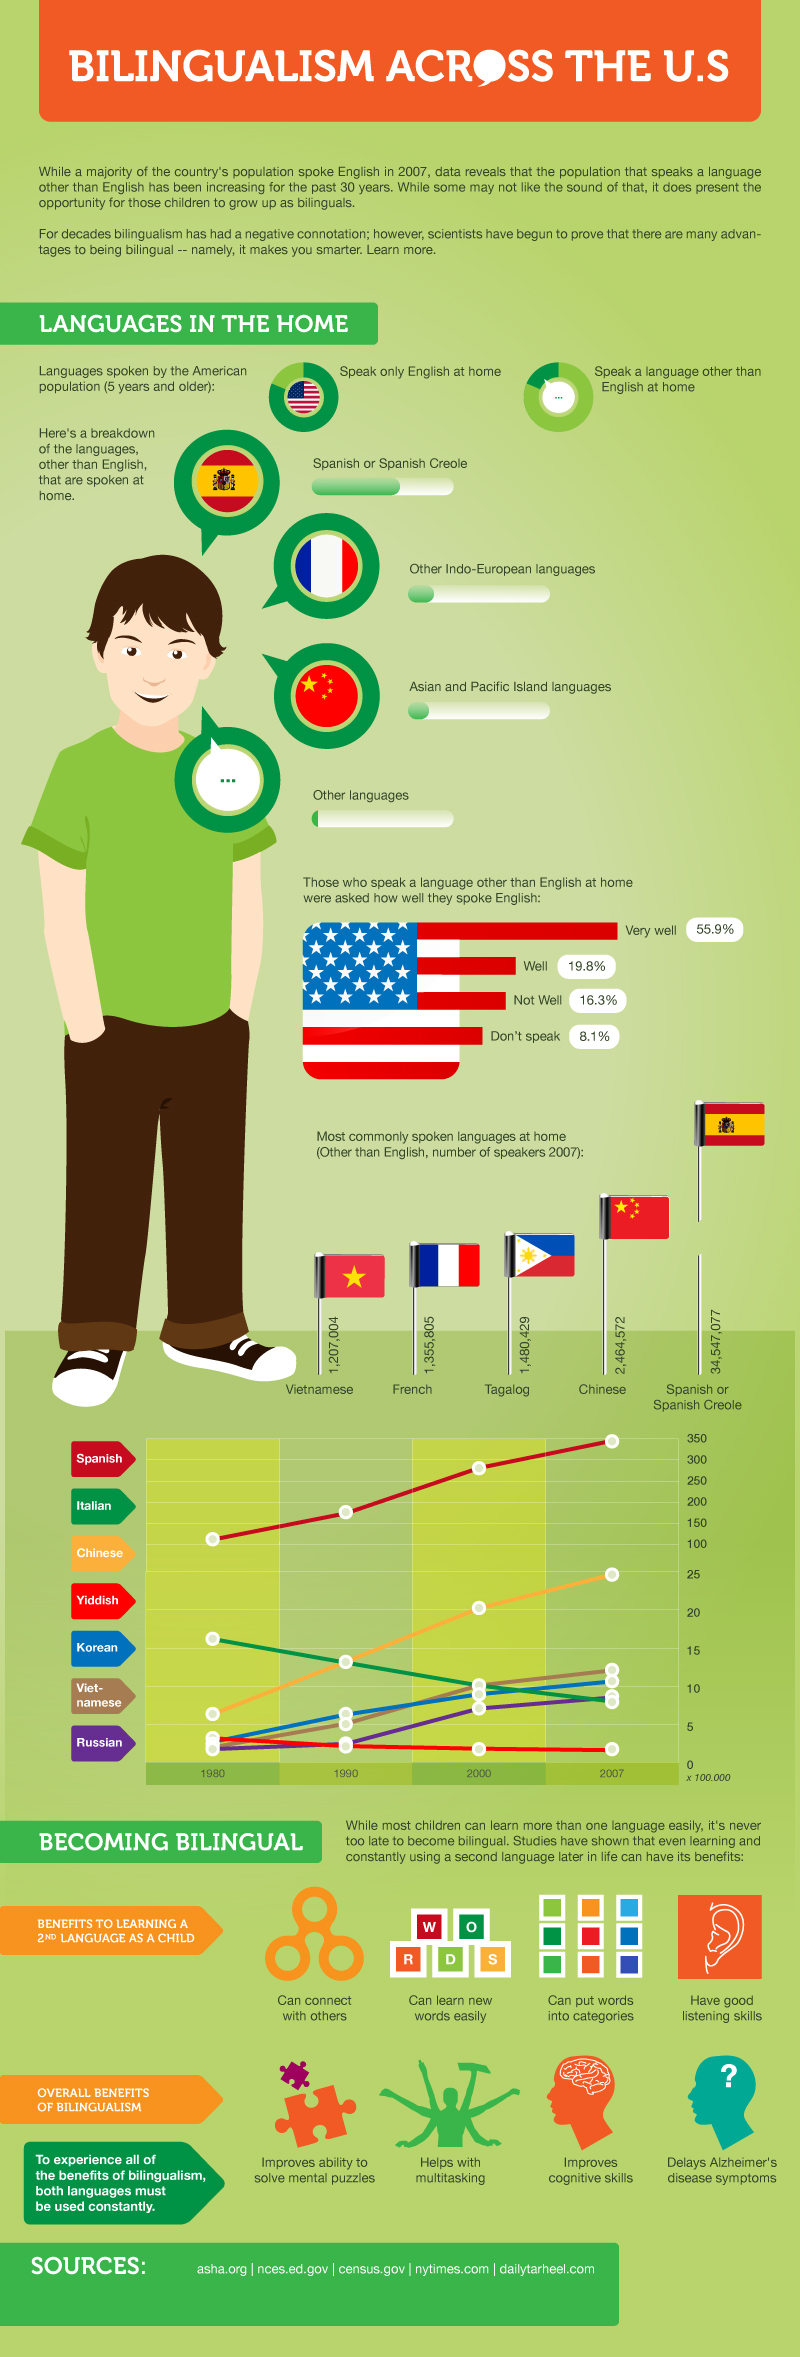 BILINGUALISM ACROSS THE U.S
While a majority of the country's population spoke English in 2007, data reveals that the population that speaks a language
other than English has been increasing for the past 30 years. While some may not like the sound of that, it does present the
opportunity for those children to grow up as bilinguals.
For decades bilingualism has had a negative connotation; however, scientists have begun to prove that there are many advan-
tages to being bilingual -- namely, it makes you smarter. Learn more.
LANGUAGES IN THE HOME
Languages spoken by the American
population (5 years and older):
Speak only English at home
...
Speak a language other than
English at home
Here's a breakdown
of the languages,
other than English,
that are spoken at
home.
Spanish or Spanish Creole
Other Indo-European languages
Asian and Pacific Island languages
...
Other languages
Those who speak a language other than English at home
were asked how well they spoke English:
Very well 55.9%
Well 19.8%
Not Well 16.3%
Don't speak 8.1%
Most commonly spoken languages at home
(Other than English, number of speakers 2007):
1,207,004
1,355,805
1,480,429
2,464,572
34,547,077
Vietnamese
French
Tagalog
Chinese
Spanish or
Spanish Creole
Spanish
Italian
Chinese
Yiddish
Korean
Viet-
namese
Russian
350
300
250
200
150
100
25
20
15
10
5
0
x 100.000
1980
1990
2000
2007
BECOMING BILINGUAL
While most children can learn more than one language easily, it's never
too late to become bilingual. Studies have shown that even learning and
constantly using a second language later in life can have its benefits:
BENEFITS TO LEARNING A
2ND LANGUAGE AS A CHILD
W O
R D S
Can connect
with others
Can learn new
words easily
Can put words
into categories
Have good
listening skills
OVERALL BENEFITS
OF BILINGUALISM
?
Improves ability to
solve mental puzzles
Helps with
multitasking
Improves
cognitive skills
Delays Alzheimer's
disease symptoms
To experience all of
the benefits of bilingualism,
both languages must
be used constantly.
SOURCES:
asha.org | nces.ed.gov | census.gov | nytimes.com | dailytarheel.com